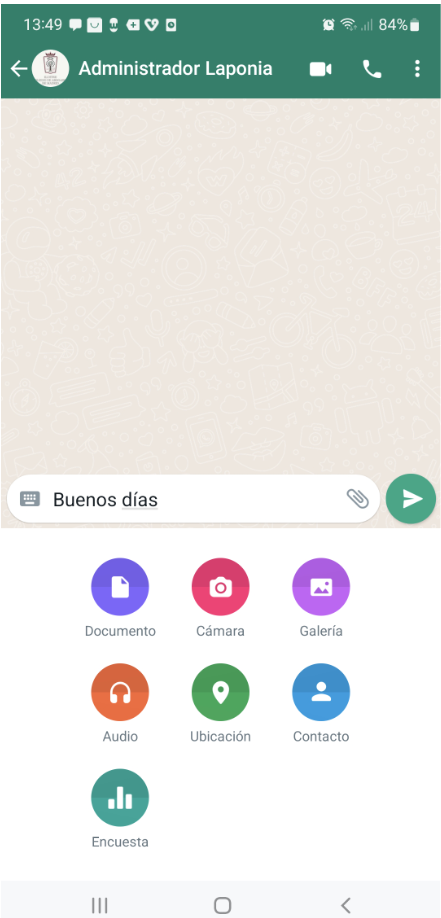 13:49
84%
Administrador Laponia
Buenos días
Documento Cámara Galería
Audio Ubicación Contacto
Encuesta